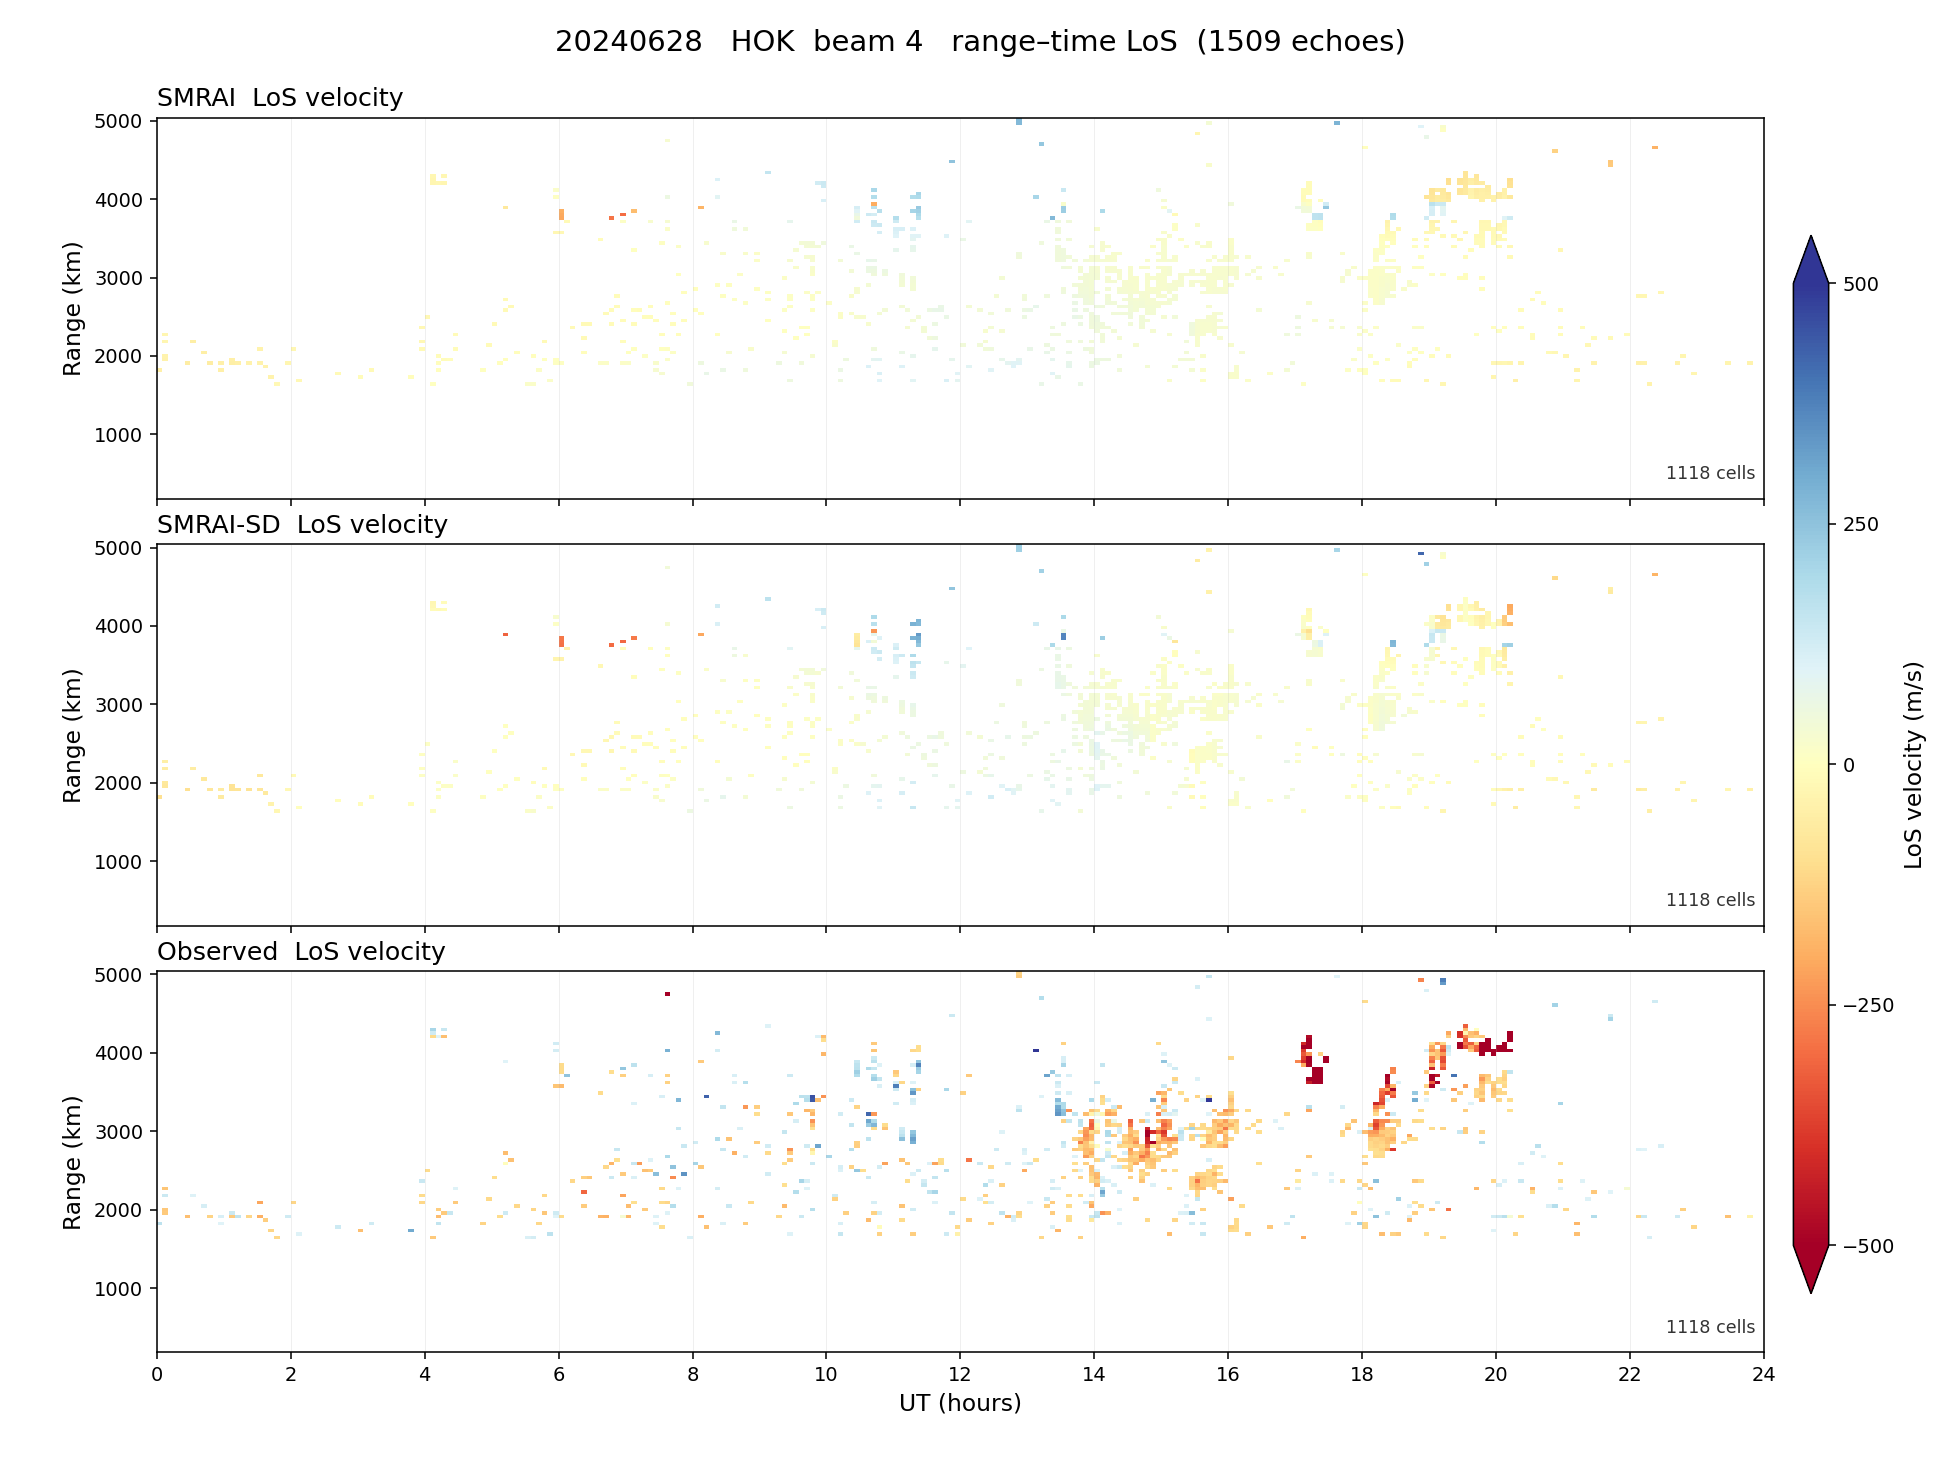 20240628   HOK  beam 4   range–time LoS  (1509 echoes)
SMRAI  LoS velocity
5000
4000
3000
2000
1000
Range (km)
1118 cells
SMRAI-SD  LoS velocity
5000
4000
3000
2000
1000
Range (km)
1118 cells
Observed  LoS velocity
5000
4000
3000
2000
1000
Range (km)
1118 cells
0 2 4 6 8 10 12 14 16 18 20 22 24
UT (hours)
500
250
0
−250
−500
LoS velocity (m/s)